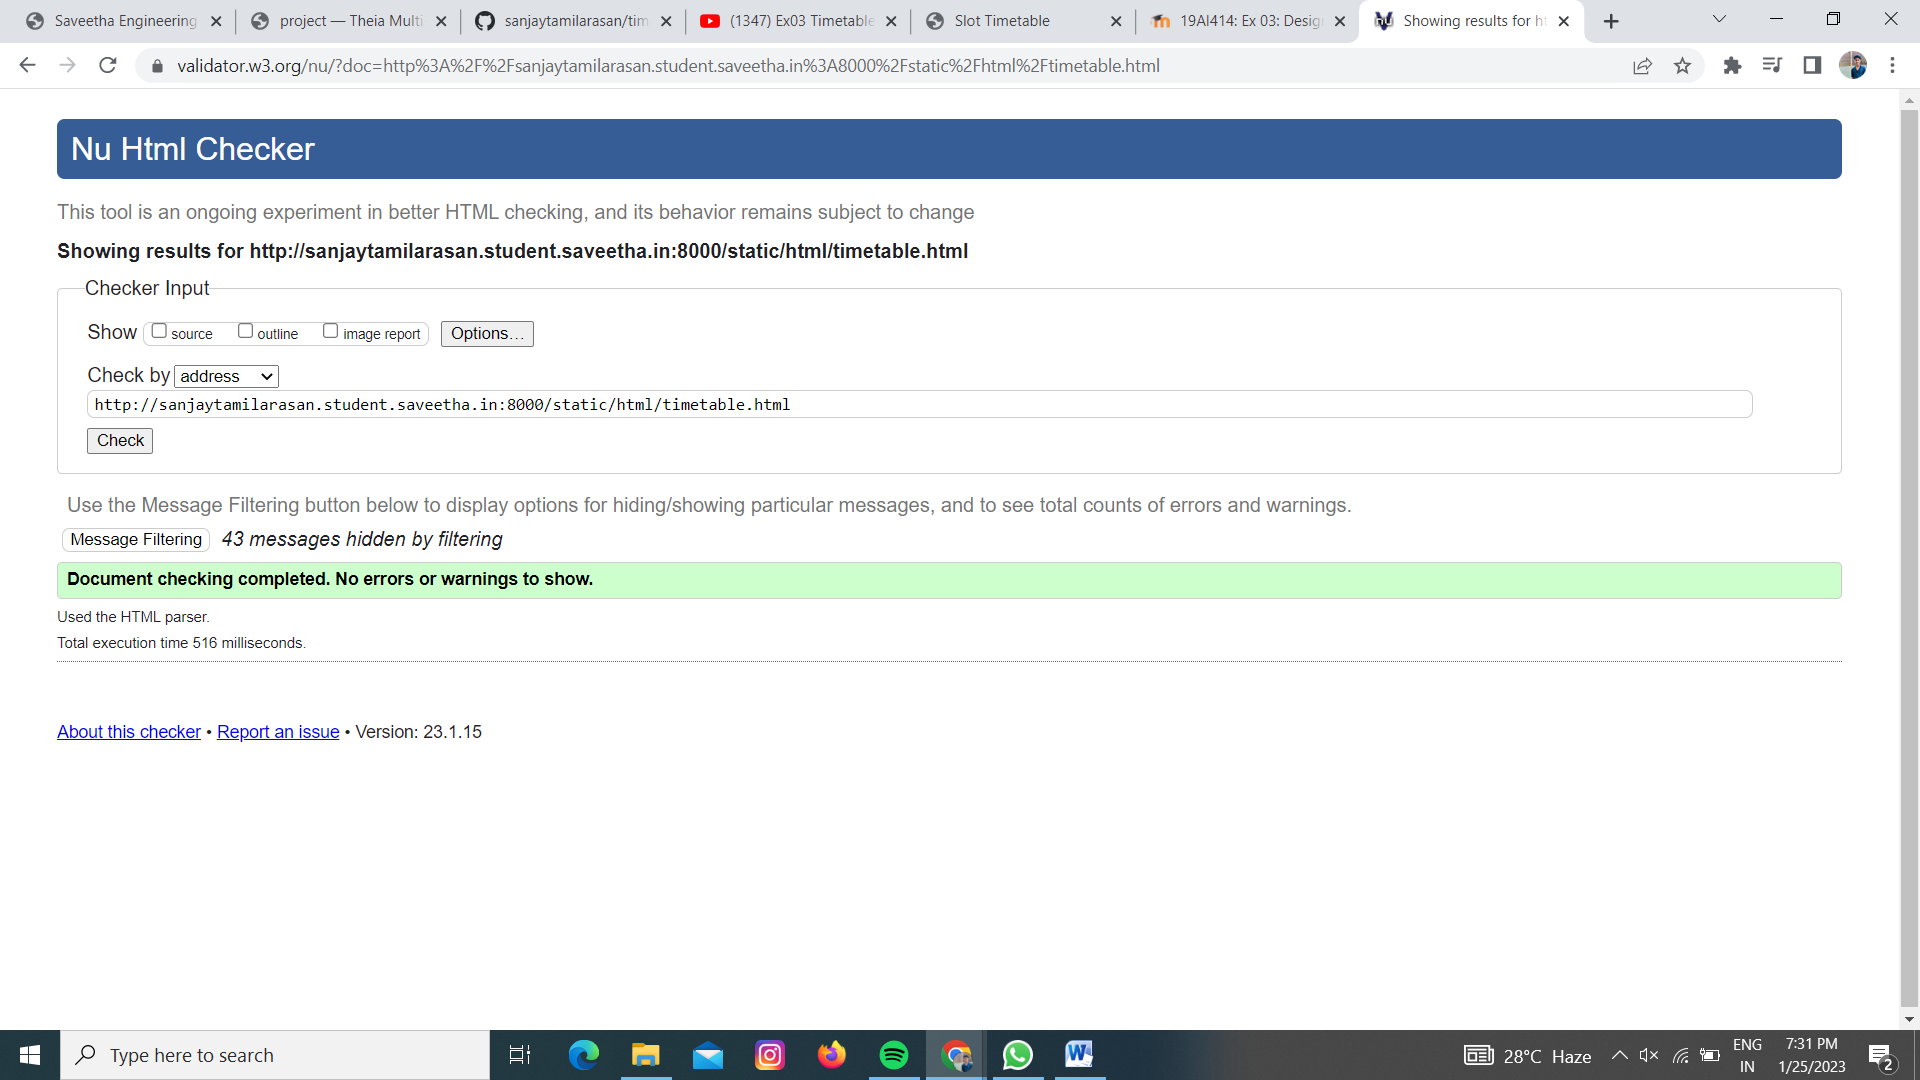 Saveetha Engineering
project — Theia Multi
sanjaytamilarasan/tim
(1347) Ex03 Timetable
Slot Timetable
19AI414: Ex 03: Desig
Showing results for ht
validator.w3.org/nu/?doc=http%3A%2F%2Fsanjaytamilarasan.student.saveetha.in%3A8000%2Fstatic%2Fhtml%2Ftimetable.html
Nu Html Checker
This tool is an ongoing experiment in better HTML checking, and its behavior remains subject to change
Showing results for http://sanjaytamilarasan.student.saveetha.in:8000/static/html/timetable.html
Checker Input
Show source outline image report Options...
Check by address
http://sanjaytamilarasan.student.saveetha.in:8000/static/html/timetable.html
Check
Use the Message Filtering button below to display options for hiding/showing particular messages, and to see total counts of errors and warnings.
Message Filtering 43 messages hidden by filtering
Document checking completed. No errors or warnings to show.
Used the HTML parser.
Total execution time 516 milliseconds.
About this checker • Report an issue • Version: 23.1.15
Type here to search
28°C Haze
ENG
IN
7:31 PM
1/25/2023
2